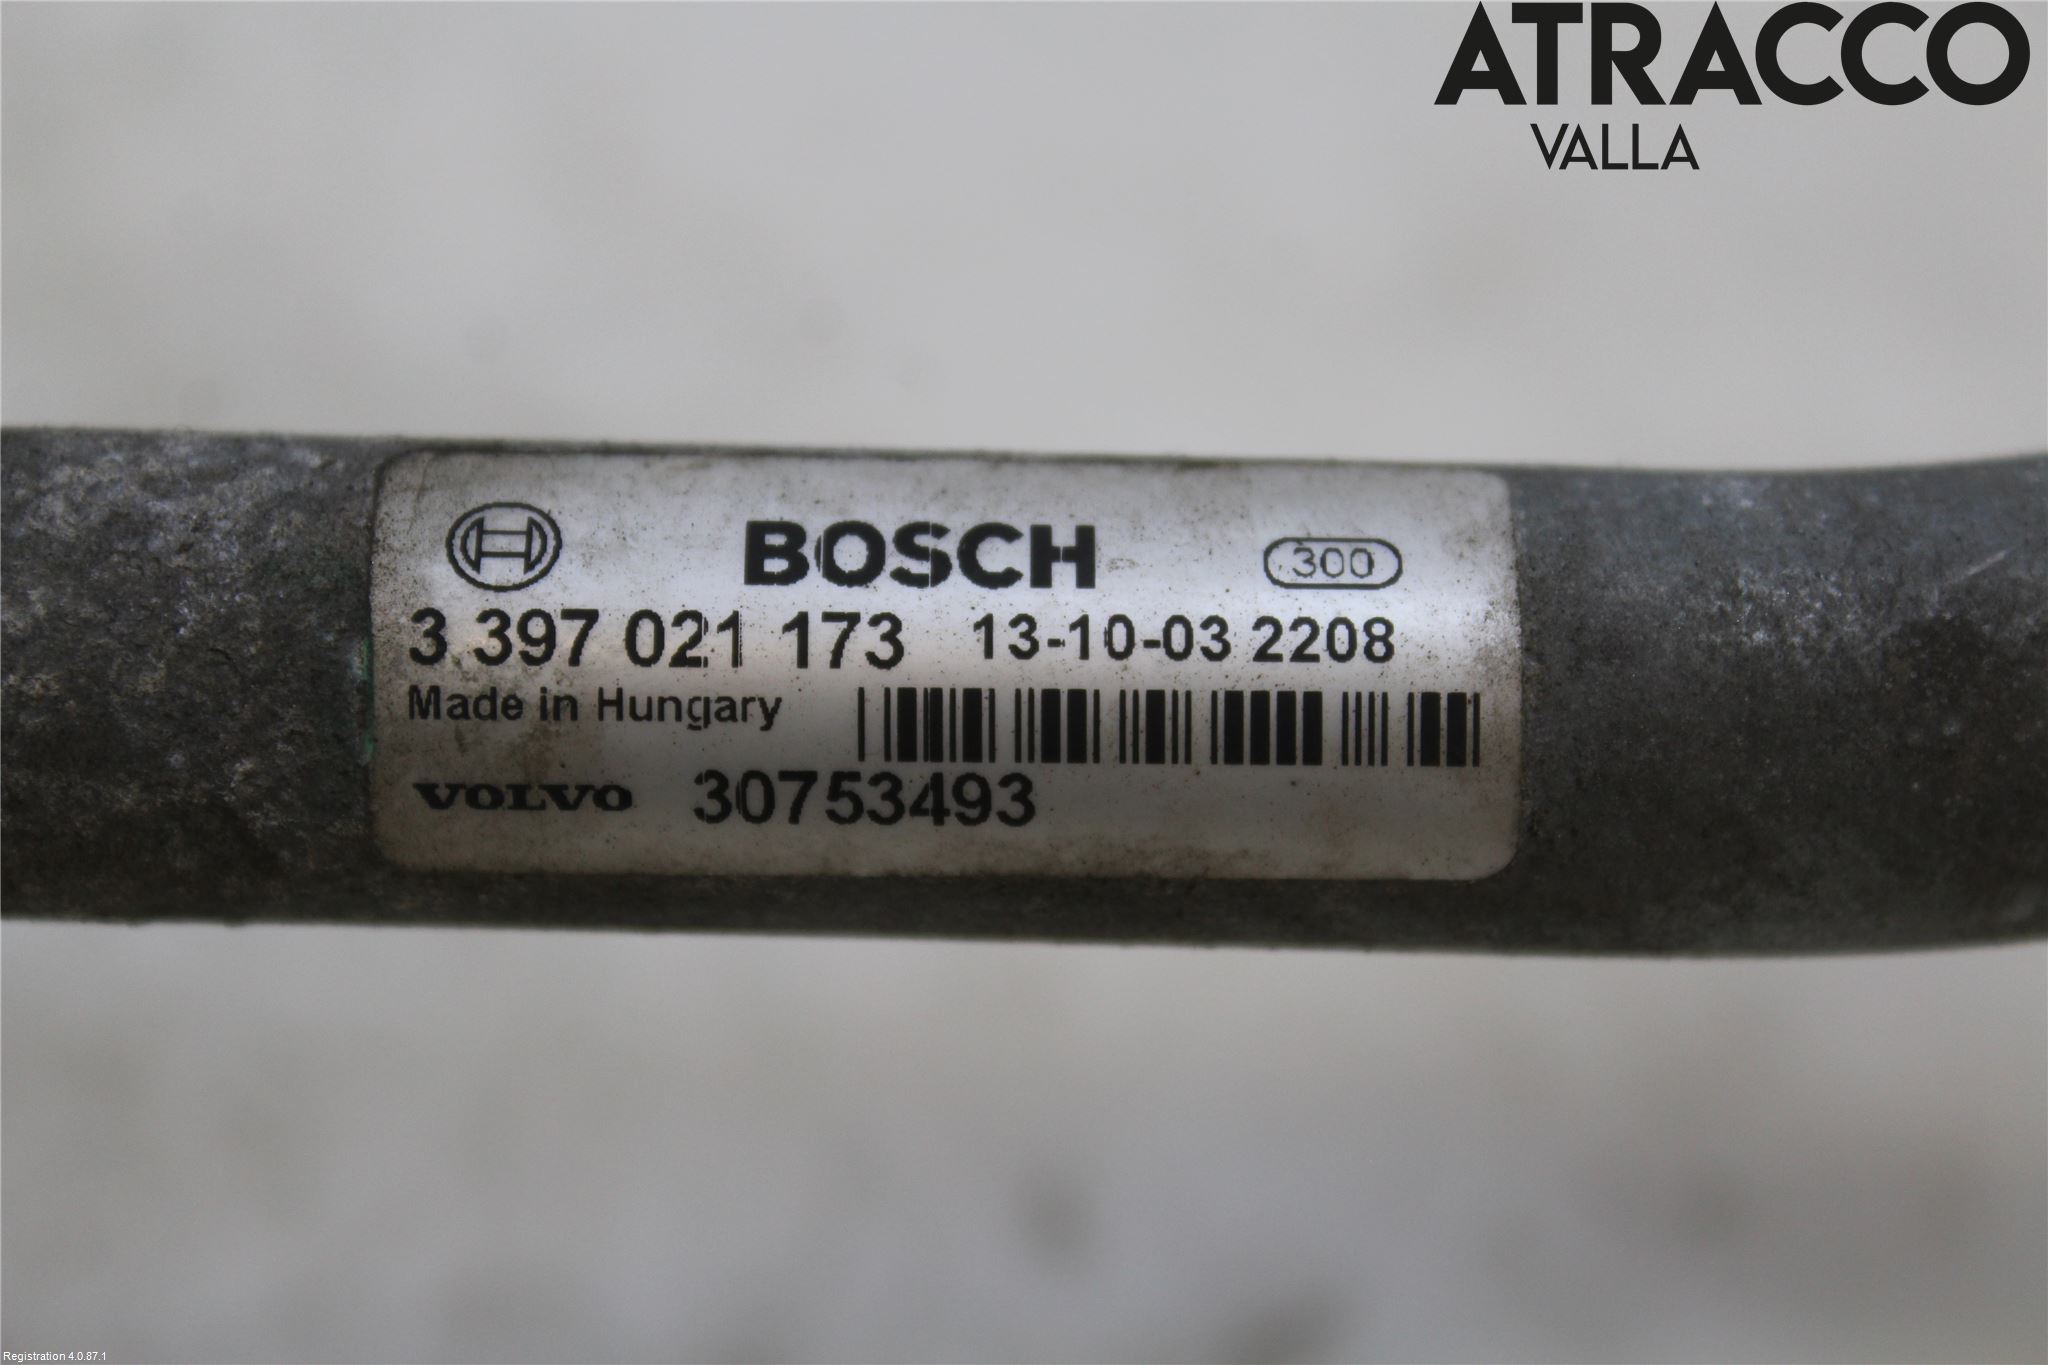 ATRACCO
VALLA
BOSCH 300
3 397 021 173 13-10-03 2208
Made in Hungary
VOLVO 30753493
Registration 4.0.87.1